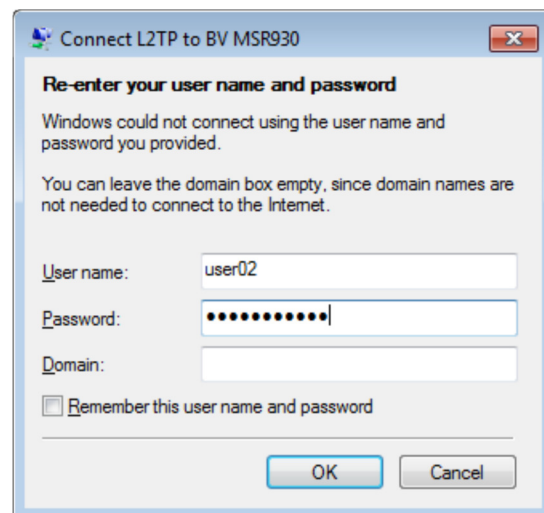 Connect L2TP to BV MSR930
Re-enter your user name and password
Windows could not connect using the user name and
password you provided.
You can leave the domain box empty, since domain names are
not needed to connect to the Internet.
User name: user02
Password: •••••••••••
Domain:
Remember this user name and password
OK Cancel